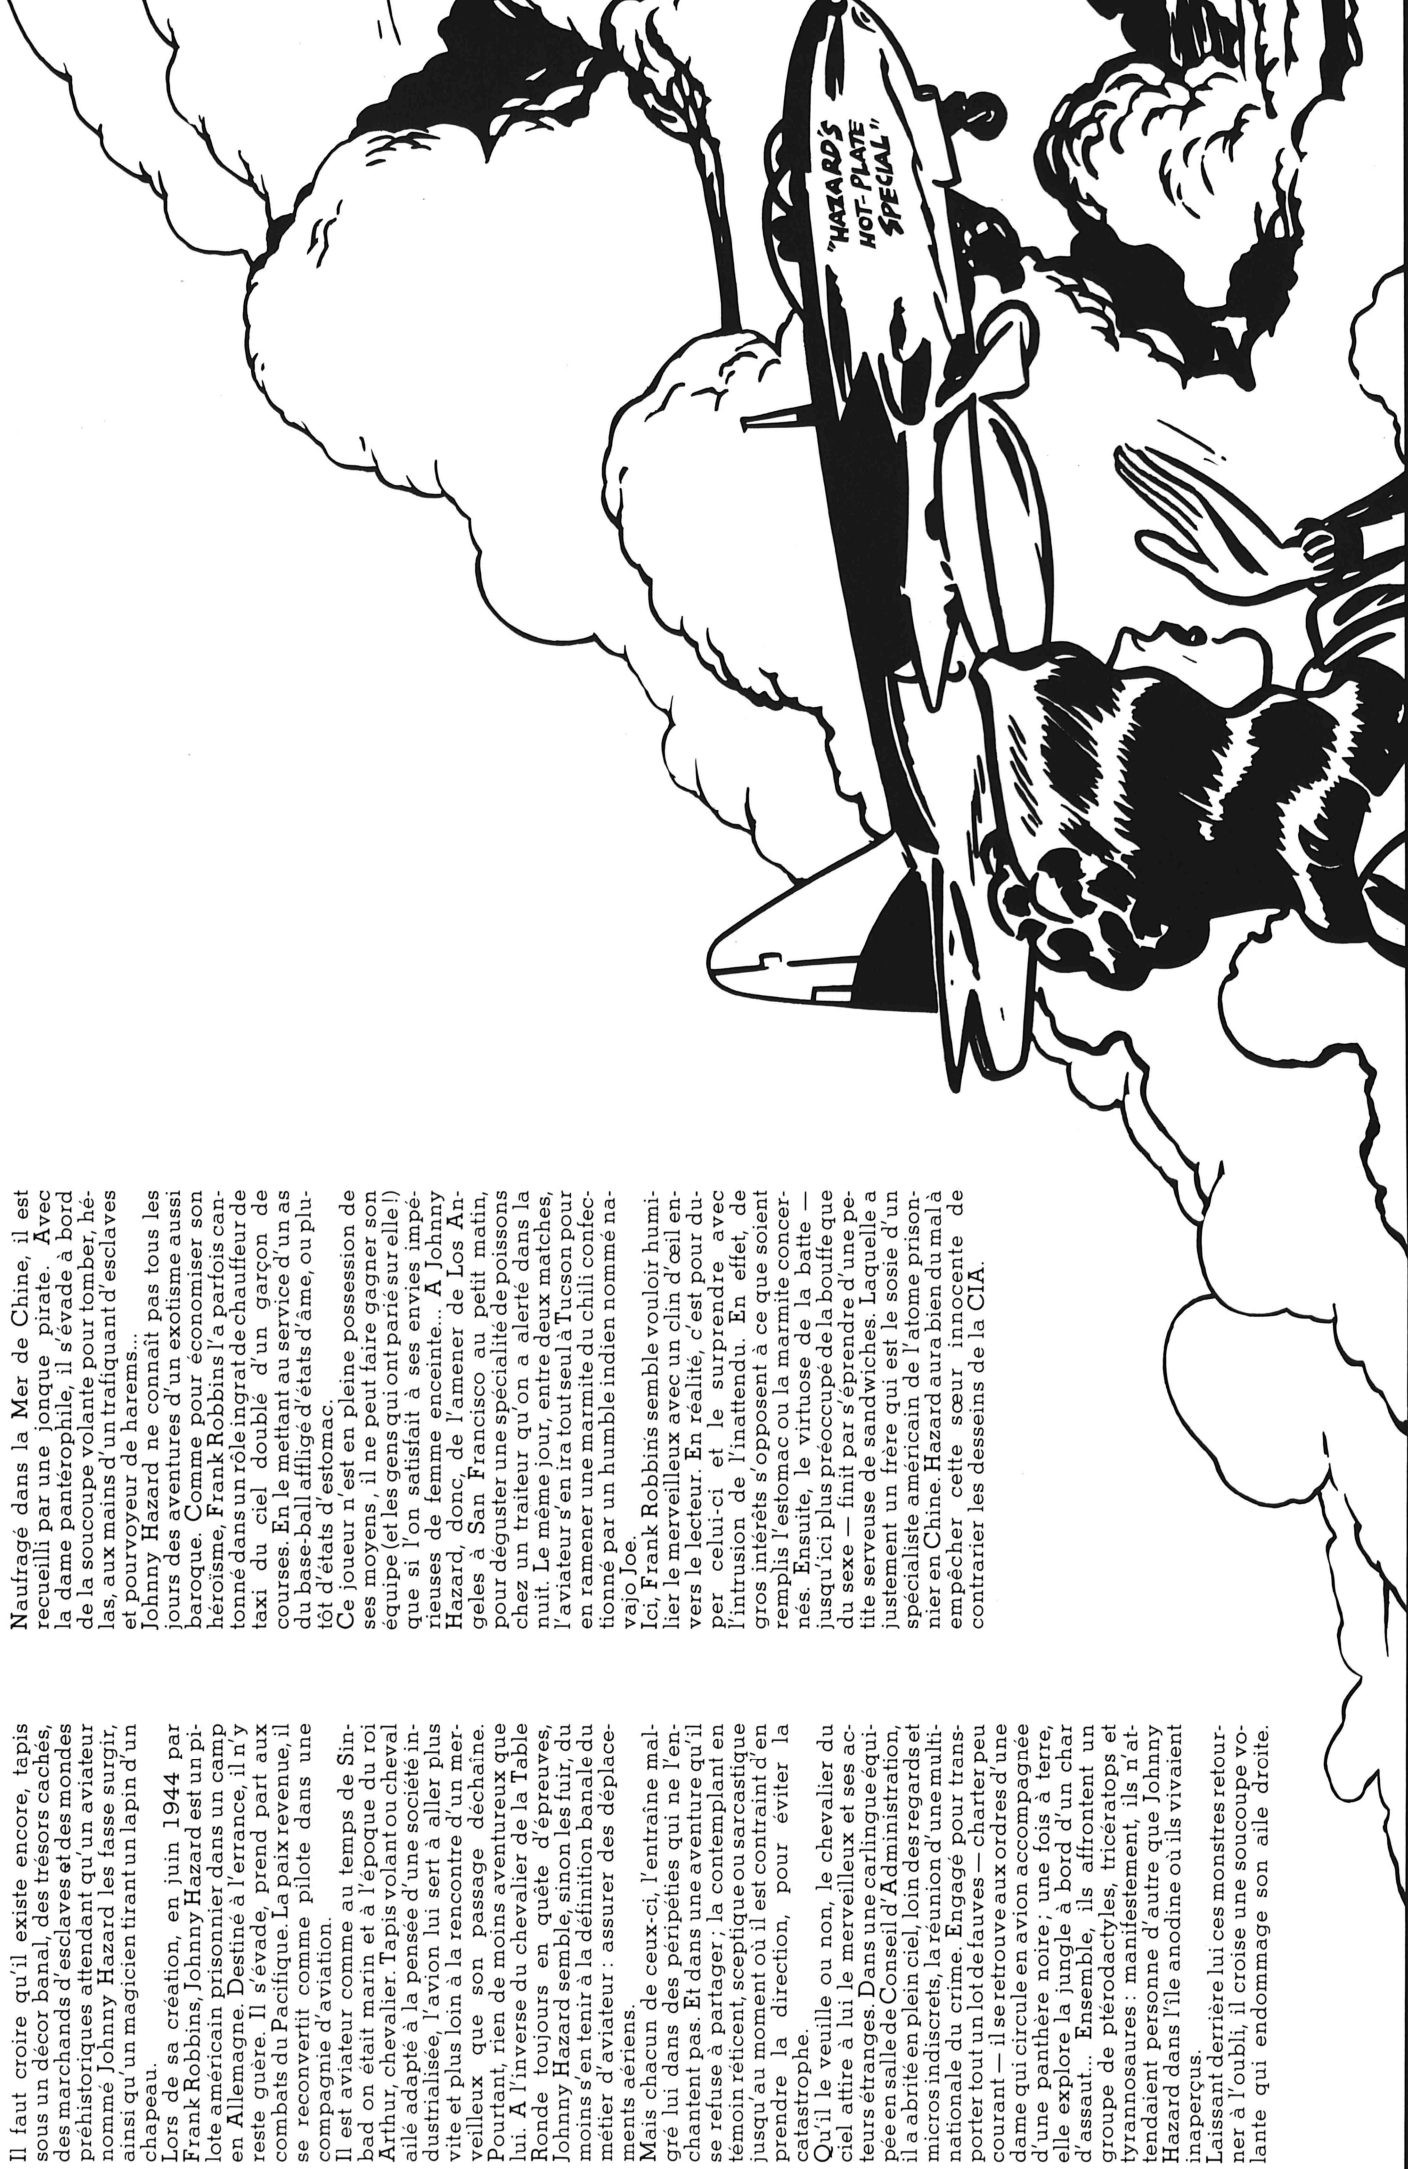 Il faut croire qu'il existe encore, tapis
sous un décor banal, des trésors cachés,
des marchands d'esclaves et des mondes
préhistoriques attendant qu'un aviateur
nommé Johnny Hazard les fasse surgir,
ainsi qu'un magicien tirant un lapin d'un
chapeau.
Lors de sa création, en juin 1944 par
Frank Robbins, Johnny Hazard est un pi-
lote américain prisonnier dans un camp
en Allemagne. Destiné à l'errance, il n'y
reste guère. Il s'évade, prend part aux
combats du Pacifique. La paix revenue, il
se reconvertit comme pilote dans une
compagnie d'aviation.
Il est aviateur comme au temps de Sin-
bad on était marin et à l'époque du roi
Arthur, chevalier. Tapis volant ou cheval
ailé adapté à la pensée d'une société in-
dustrialisée, l'avion lui sert à aller plus
vite et plus loin à la rencontre d'un mer-
veilleux que son passage déchaîne.
Pourtant, rien de moins aventureux que
lui. A l'inverse du chevalier de la Table
Ronde toujours en quête d'épreuves,
Johnny Hazard semble, sinon les fuir, du
moins s'en tenir à la définition banale du
métier d'aviateur : assurer des déplace-
ments aériens.
Mais chacun de ceux-ci, l'entraîne mal-
gré lui dans des péripéties qui ne l'en-
chantent pas. Et dans une aventure qu'il
se refuse à partager ; la contemplant en
témoin réticent, sceptique ou sarcastique
jusqu'au moment où il est contraint d'en
prendre la direction, pour éviter la
catastrophe.
Qu'il le veuille ou non, le chevalier du
ciel attire à lui le merveilleux et ses ac-
teurs étranges. Dans une carlingue équi-
pée en salle de Conseil d'Administration,
il a abrité en plein ciel, loin des regards et
micros indiscrets, la réunion d'une multi-
nationale du crime. Engagé pour trans-
porter tout un lot de fauves — charter peu
courant — il se retrouve aux ordres d'une
dame qui circule en avion accompagnée
d'une panthère noire ; une fois à terre,
elle explore la jungle à bord d'un char
d'assaut... Ensemble, ils affrontent un
groupe de ptérodactyles, tricératops et
tyrannosaures : manifestement, ils n'at-
tendaient personne d'autre que Johnny
Hazard dans l'île anodine où ils vivaient
inaperçus.
Laissant derrière lui ces monstres retour-
ner à l'oubli, il croise une soucoupe vo-
lante qui endommage son aile droite.
Naufragé dans la Mer de Chine, il est
recueilli par une jonque pirate. Avec
la dame pantérophile, il s'évade à bord
de la soucoupe volante pour tomber, hé-
las, aux mains d'un trafiquant d'esclaves
et pourvoyeur de harems...
Johnny Hazard ne connaît pas tous les
jours des aventures d'un exotisme aussi
baroque. Comme pour économiser son
héroïsme, Frank Robbins l'a parfois can-
tonné dans un rôle ingrat de chauffeur de
taxi du ciel doublé d'un garçon de
courses. En le mettant au service d'un as
du base-ball affligé d'états d'âme, ou plu-
tôt d'états d'estomac.
Ce joueur n'est en pleine possession de
ses moyens, il ne peut faire gagner son
équipe (et les gens qui ont parié sur elle !)
que si l'on satisfait à ses envies impé-
rieuses de femme enceinte... A Johnny
Hazard, donc, de l'amener de Los An-
geles à San Francisco au petit matin,
pour déguster une spécialité de poissons
chez un traiteur qu'on a alerté dans la
nuit. Le même jour, entre deux matches,
l'aviateur s'en ira tout seul à Tucson pour
en ramener une marmite du chili confec-
tionné par un humble indien nommé na-
vajo Joe.
Ici, Frank Robbins semble vouloir humi-
lier le merveilleux avec un clin d'œil en-
vers le lecteur. En réalité, c'est pour du-
per celui-ci et le surprendre avec
l'intrusion de l'inattendu. En effet, de
gros intérêts s'opposent à ce que soient
remplis l'estomac ou la marmite concer-
nés. Ensuite, le virtuose de la batte —
jusqu'ici plus préoccupé de la bouffe que
du sexe — finit par s'éprendre d'une pe-
tite serveuse de sandwiches. Laquelle a
justement un frère qui est le sosie d'un
spécialiste américain de l'atome prison-
nier en Chine. Hazard aura bien du mal à
empêcher cette sœur innocente de
contrarier les desseins de la CIA.
"HAZARD'S
HOT-PLATE
SPECIAL"